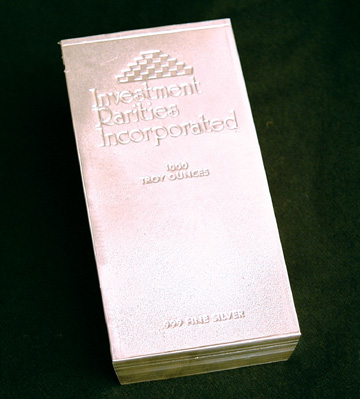 Investment
Rarities
Incorporated
1000
TROY OUNCES
.999 FINE SILVER